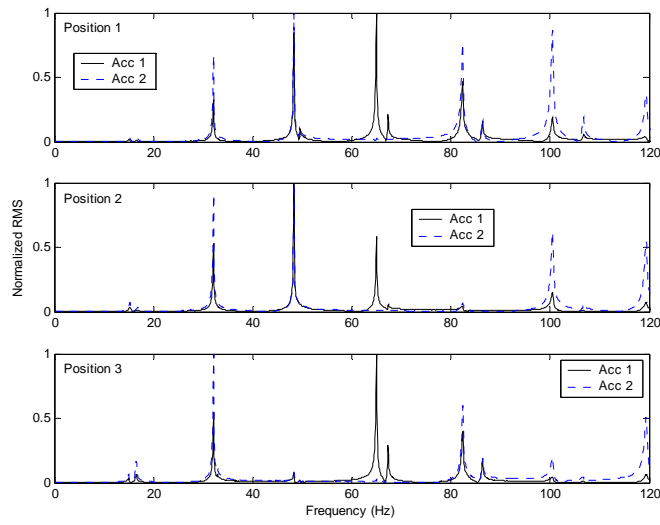 Position 1
Acc 1
Acc 2
1
0.5
0
0 20 40 60 80 100 120
Position 2
Acc 1
Acc 2
Normalized RMS
1
0.5
0
0 20 40 60 80 100 120
Position 3
Acc 1
Acc 2
1
0.5
0
0 20 40 60 80 100 120
Frequency (Hz)